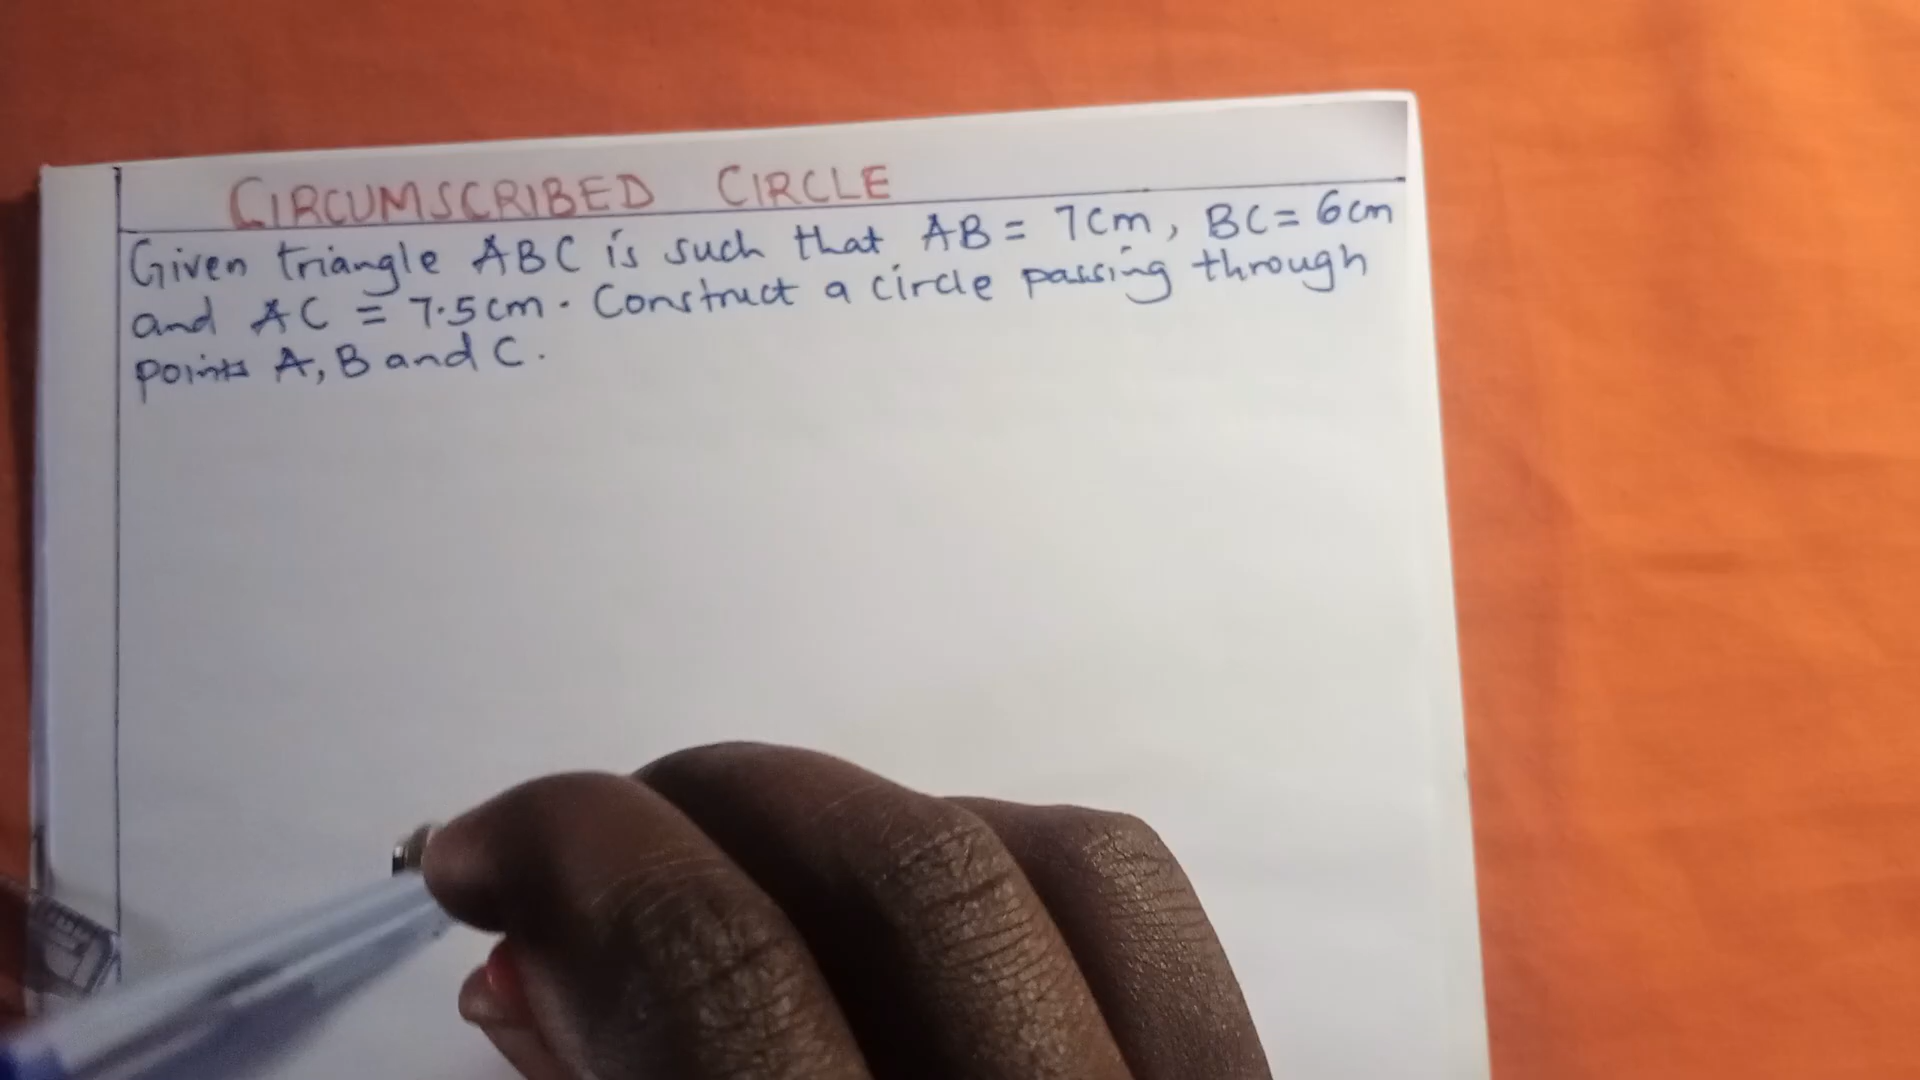 CIRCUMSCRIBED CIRCLE
Given triangle ABC is such that AB = 7cm, BC = 6cm
and AC = 7.5cm. Construct a circle passing through
points A, B and C.